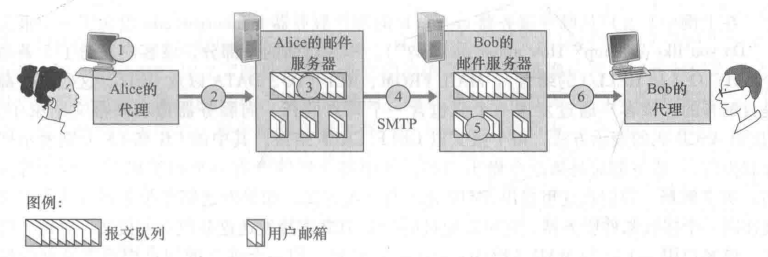 Alice的邮件
服务器
Bob的
邮件服务器
1
Alice的
代理
2
3
4
SMTP
5
6
Bob的
代理
图例：
报文队列
用户邮箱